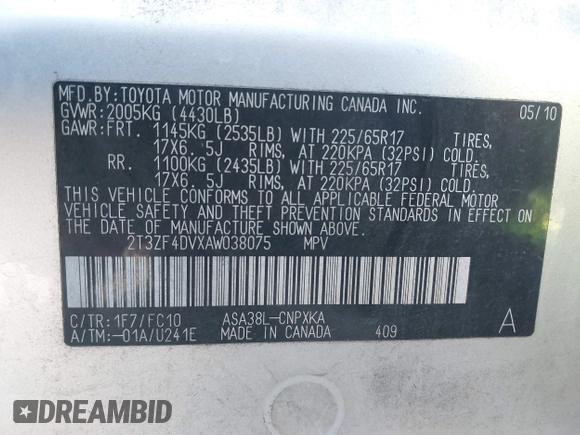 MFD.BY:TOYOTA MOTOR MANUFACTURING CANADA INC. 05/10
GVWR:2005KG (4430LB)
GAWR:FRT. 1145KG (2535LB) WITH 225/65R17 TIRES,
17X6. 5J RIMS, AT 220KPA (32PSI) COLD.
RR. 1100KG (2435LB) WITH 225/65R17 TIRES,
17X6. 5J RIMS, AT 220KPA (32PSI) COLD.
THIS VEHICLE CONFORMS TO ALL APPLICABLE FEDERAL MOTOR
VEHICLE SAFETY AND THEFT PREVENTION STANDARDS IN EFFECT ON
THE DATE OF MANUFACTURE SHOWN ABOVE.
2T3ZF4DVXAW038075 MPV
C/TR:1F7/FC10 ASA38L-CNPXKA
A/TM:-01A/U241E MADE IN CANADA 409 A
DREAMBID